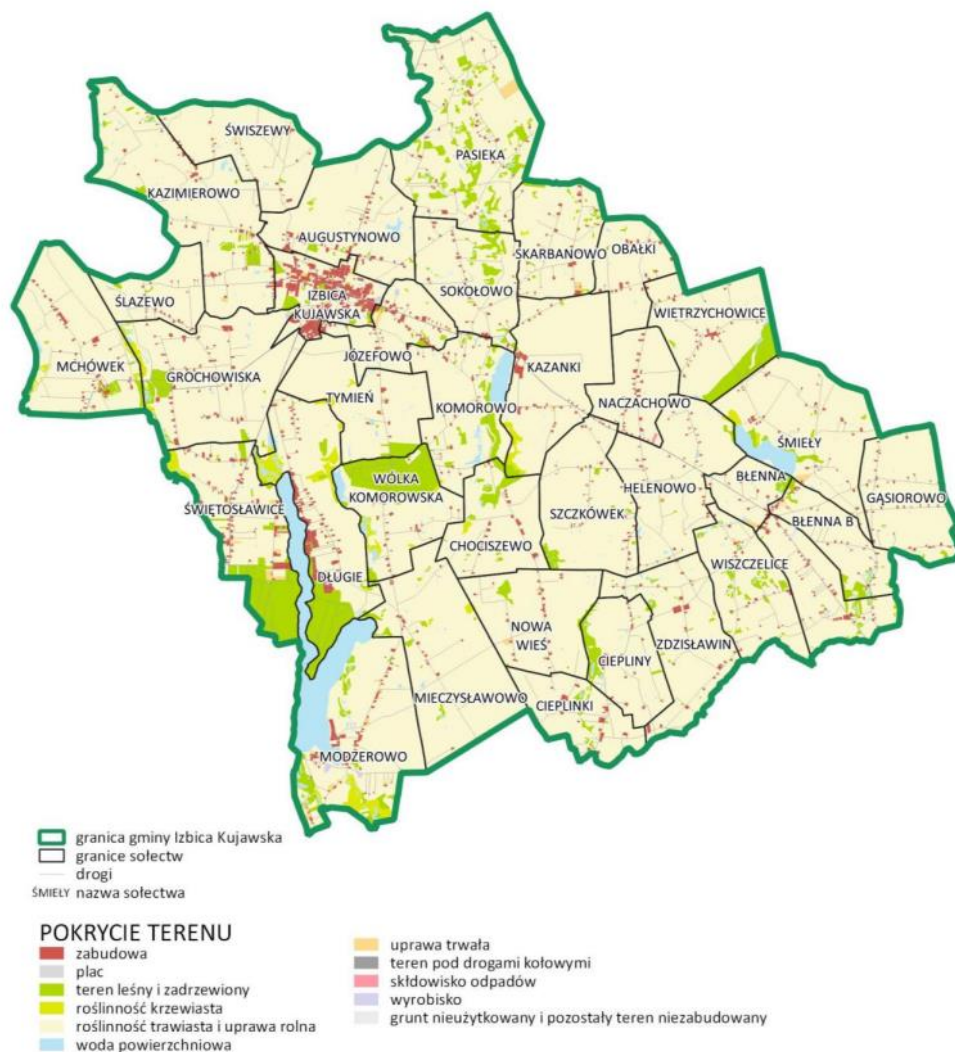 ŚWISZEWY
PASIEKA
KAZIMIEROWO
AUGUSTYNOWO
SKARBANOWO
OBAŁKI
IZBICA
KUJAWSKA
SOKOŁOWO
ŚLAZEWO
WIETRZYCHOWICE
MCHÓWEK
GROCHOWISKA
JÓZEFOWO
KAZANKI
TYMIEŃ
KOMOROWO
NACZACHOWO
ŚMIEŁY
WÓLKA
KOMOROWSKA
BŁENNA
HELENOWO
GĄSIOROWO
ŚWIĘTOSŁAWICE
SZCZKÓWEK
BŁENNA B
CHOCISZEWO
WISZCZELICE
DŁUGIE
NOWA
WIEŚ
ZDZISŁAWIN
CIEPLINY
MIECZYSŁAWOWO
CIEPLINKI
MODZEROWO
granica gminy Izbica Kujawska
granice sołectw
drogi
ŚMIEŁY nazwa sołectwa
POKRYCIE TERENU
zabudowa
plac
teren leśny i zadrzewiony
roślinność krzewiasta
roślinność trawiasta i uprawa rolna
woda powierzchniowa
uprawa trwała
teren pod drogami kołowymi
skłdowisko odpadów
wyrobisko
grunt nieużytkowany i pozostały teren niezabudowany